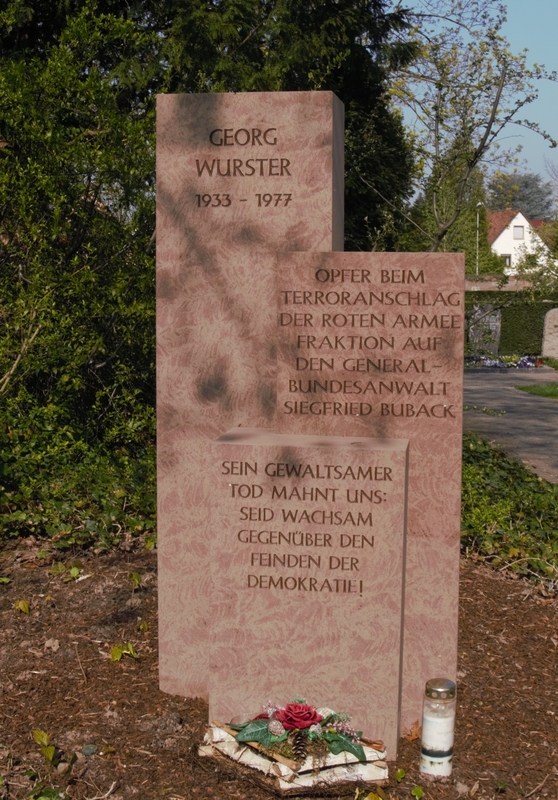 GEORG
WURSTER
1933 - 1977
OPFER BEIM
TERRORANSCHLAG
DER ROTEN ARMEE
FRAKTION AUF
DEN GENERAL-
BUNDESANWALT
SIEGFRIED BUBACK
SEIN GEWALTSAMER
TOD MAHNT UNS:
SEID WACHSAM
GEGENÜBER DEN
FEINDEN DER
DEMOKRATIE!